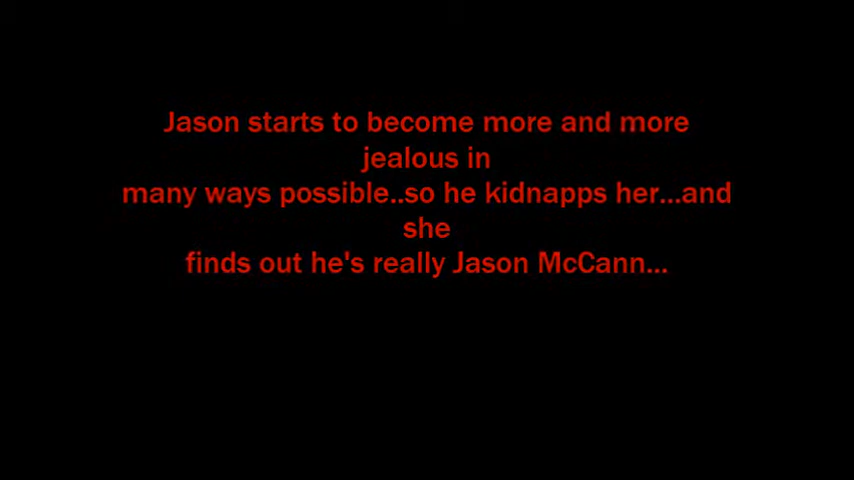 Jason starts to become more and more
jealous in
many ways possible..so he kidnapps her...and
she
finds out he's really Jason McCann...